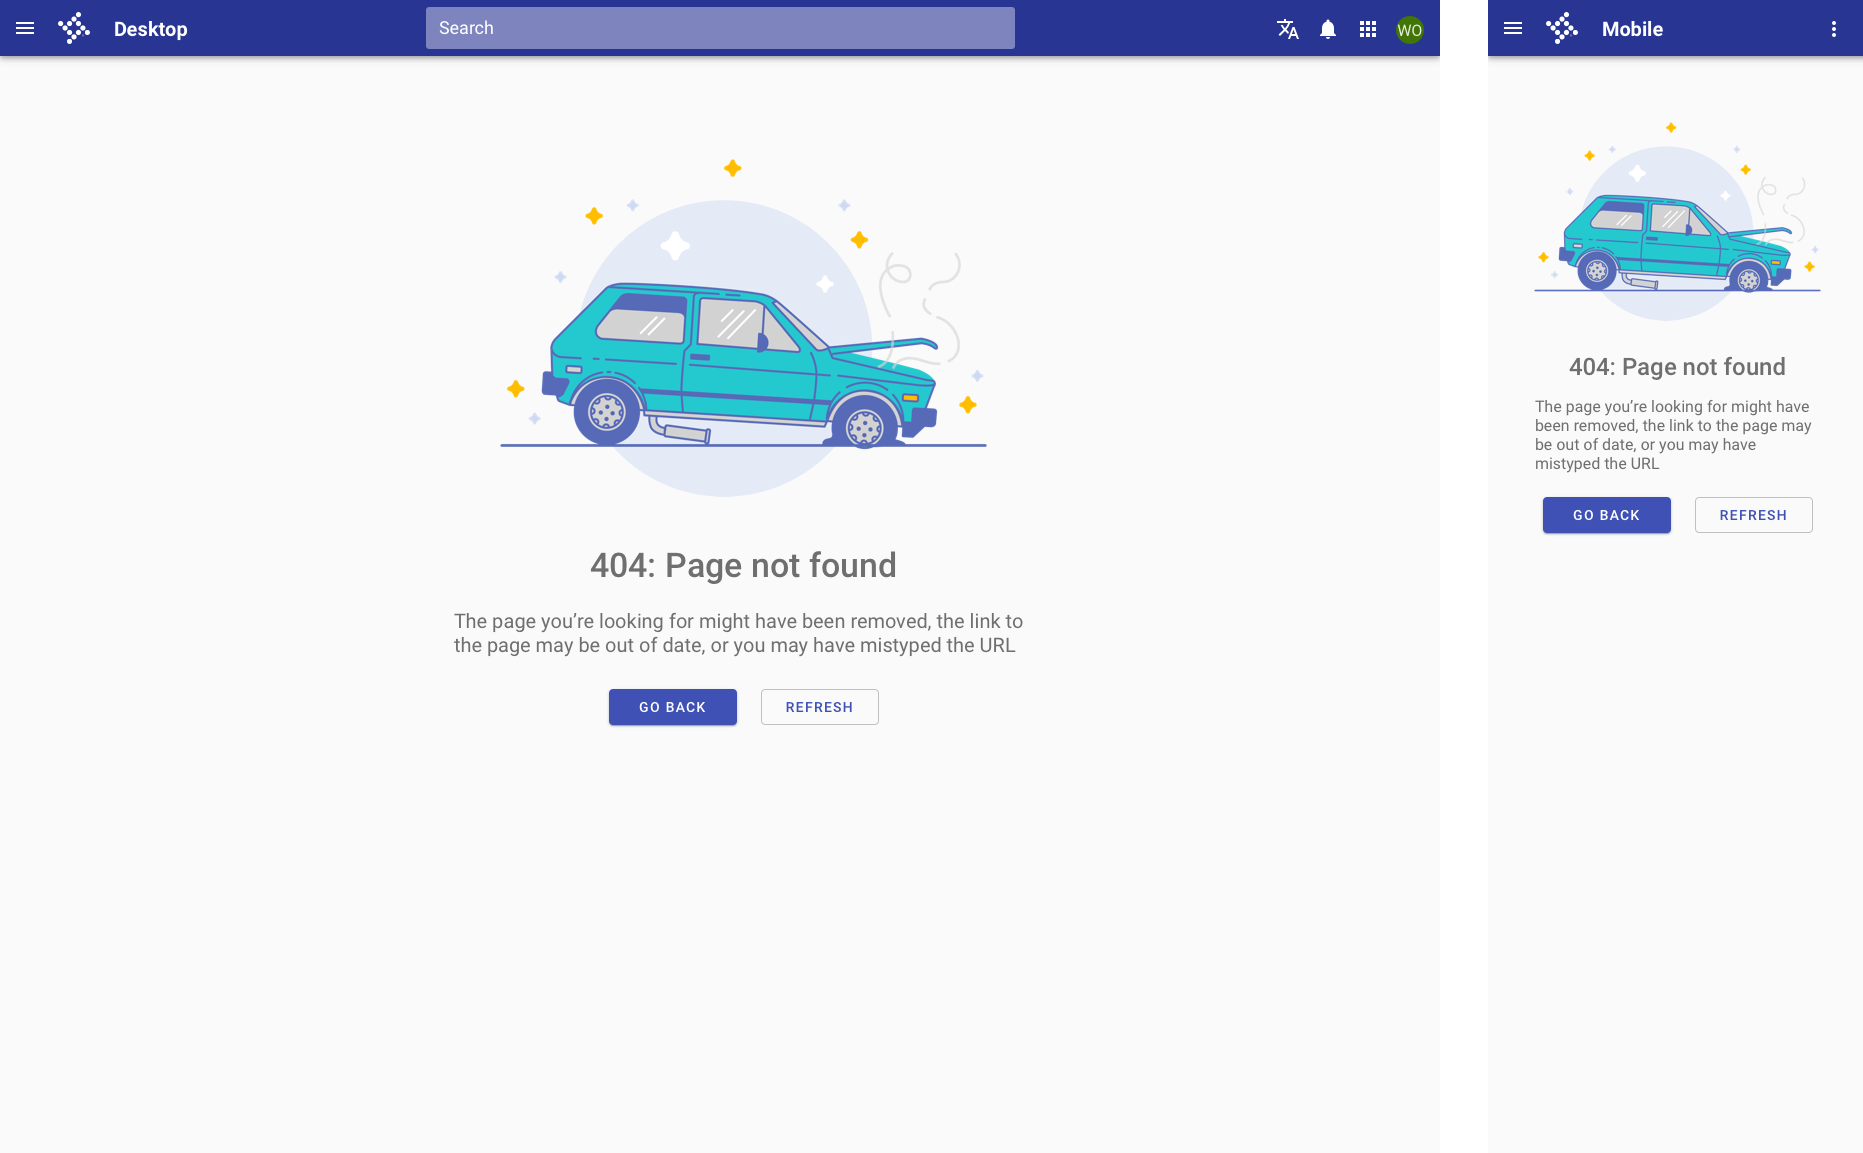 Desktop
Search
WO
404: Page not found
The page you’re looking for might have been removed, the link to
the page may be out of date, or you may have mistyped the URL
GO BACK
REFRESH
Mobile
404: Page not found
The page you’re looking for might have
been removed, the link to the page may
be out of date, or you may have
mistyped the URL
GO BACK
REFRESH